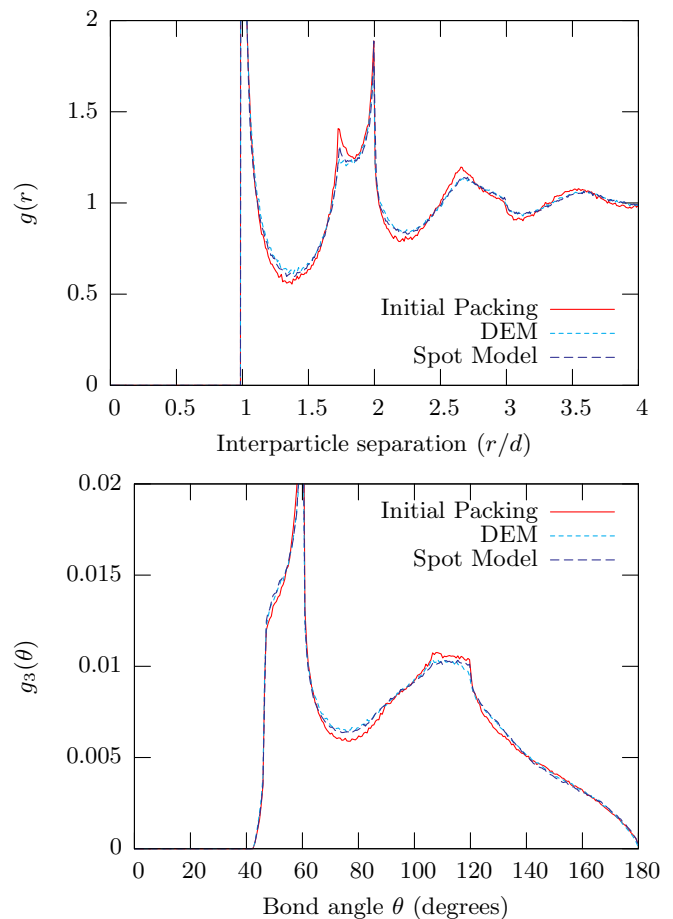 2
1.5
1
0.5
0
g(r)
Initial Packing
DEM
Spot Model
0 0.5 1 1.5 2 2.5 3 3.5 4
Interparticle separation (r/d)
0.02
0.015
0.01
0.005
0
g₃(θ)
Initial Packing
DEM
Spot Model
0 20 40 60 80 100 120 140 160 180
Bond angle θ (degrees)